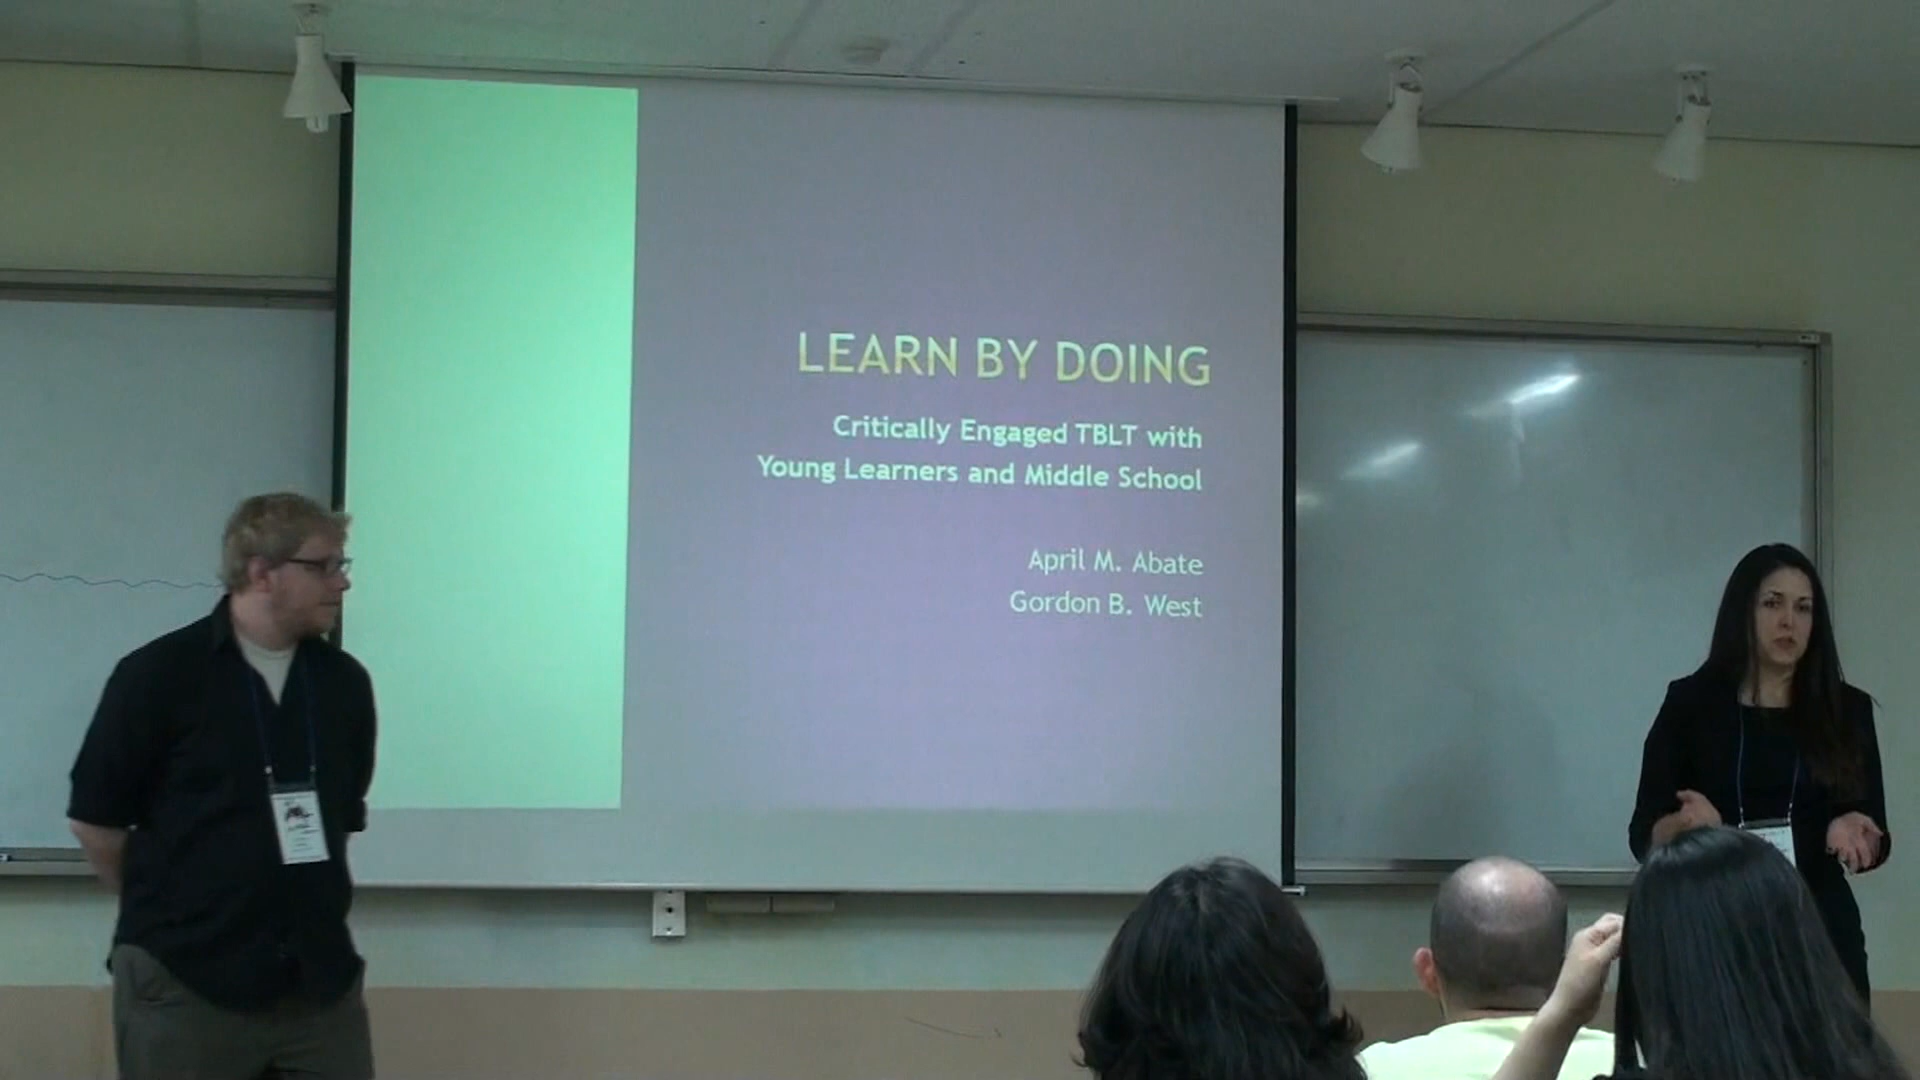 LEARN BY DOING
Critically Engaged TBLT with
Young Learners and Middle School
April M. Abate
Gordon B. West